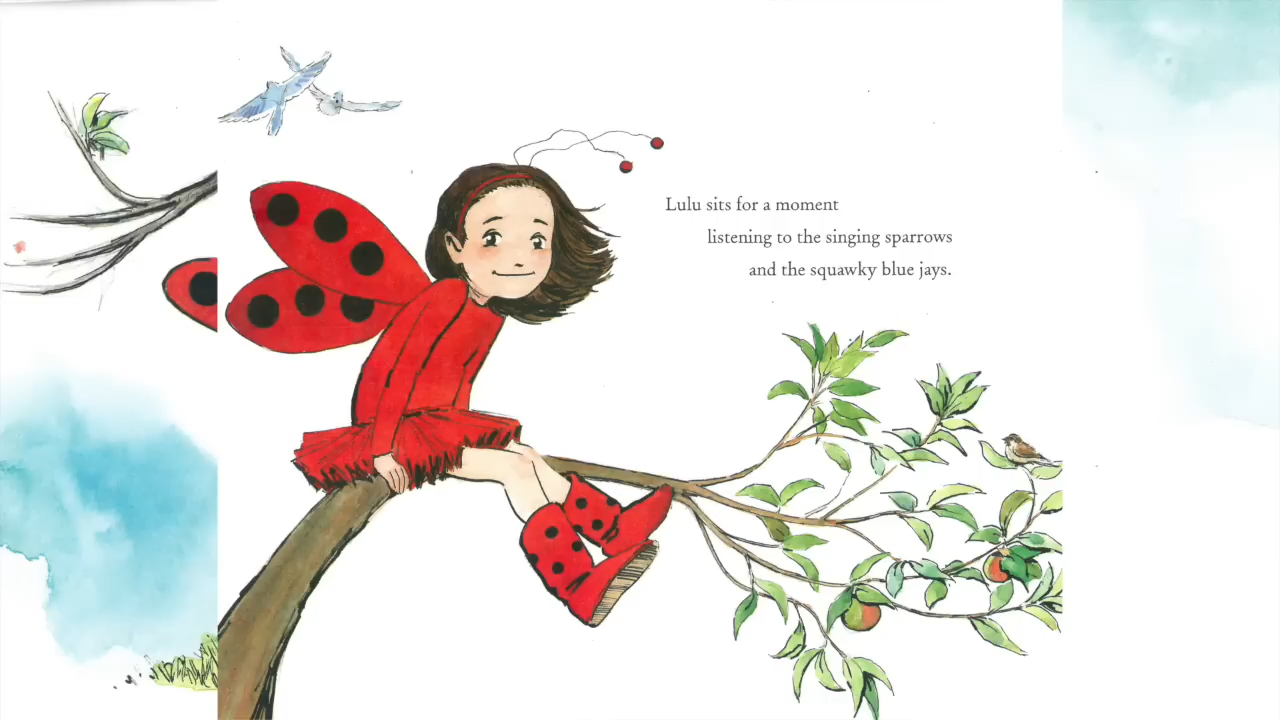 Lulu sits for a moment
listening to the singing sparrows
and the squawky blue jays.